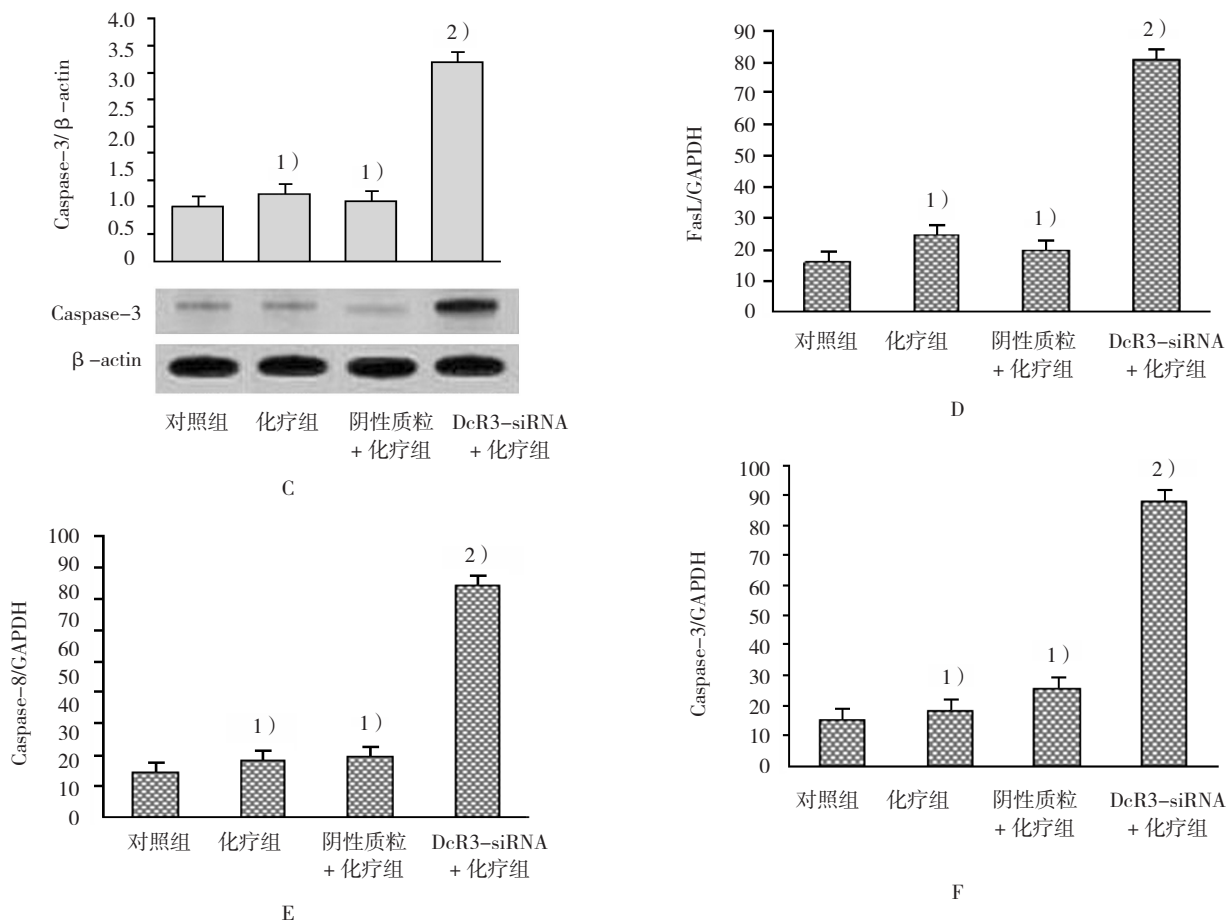 4.0
3.5
3.0
2.5
2.0
1.5
1.0
0.5
0
Caspase-3/β-actin
1）
1）
2）
Caspase-3
β-actin
对照组
化疗组
阴性质粒
+ 化疗组
DcR3-siRNA
+ 化疗组
C
90
80
70
60
50
40
30
20
10
0
FasL/GAPDH
1）
1）
2）
对照组
化疗组
阴性质粒
+ 化疗组
DcR3-siRNA
+ 化疗组
D
100
90
80
70
60
50
40
30
20
10
0
Caspase-8/GAPDH
1）
1）
2）
对照组
化疗组
阴性质粒
+ 化疗组
DcR3-siRNA
+ 化疗组
E
100
90
80
70
60
50
40
30
20
10
0
Caspase-3/GAPDH
1）
1）
2）
对照组
化疗组
阴性质粒
+ 化疗组
DcR3-siRNA
+ 化疗组
F